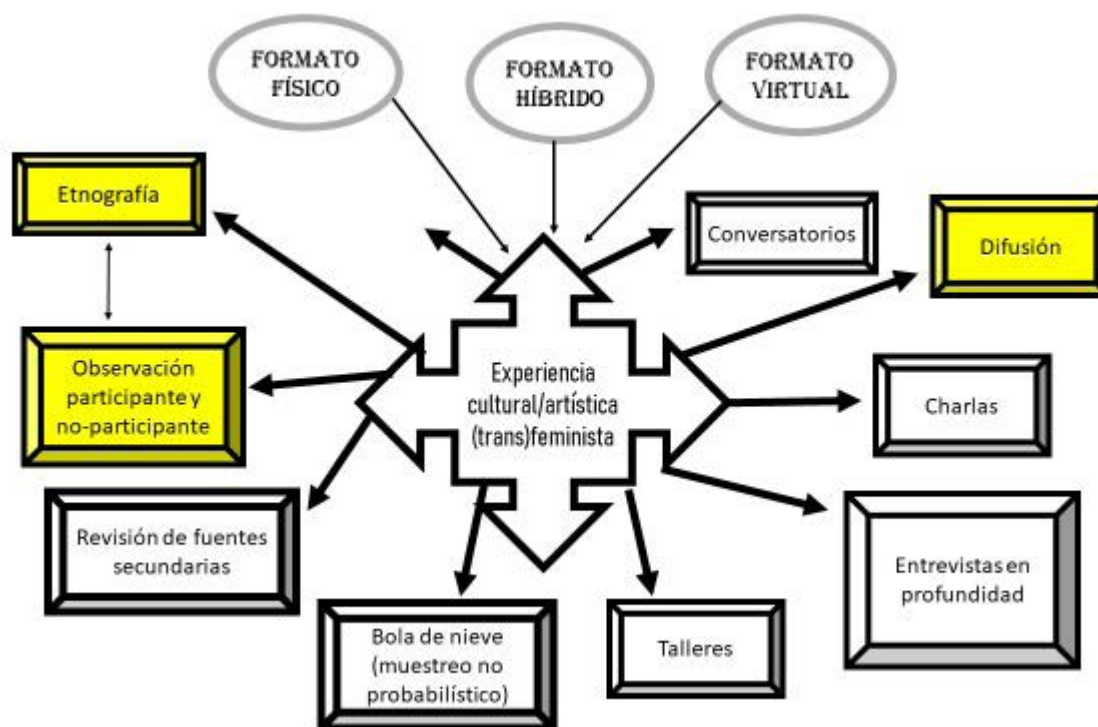 FORMATO
FÍSICO
FORMATO
HÍBRIDO
FORMATO
VIRTUAL
Etnografía
Conversatorios
Difusión
Observación
participante y
no-participante
Experiencia
cultural/artística
(trans)feminista
Charlas
Revisión de fuentes
secundarias
Entrevistas en
profundidad
Bola de nieve
(muestreo no
probabilístico)
Talleres